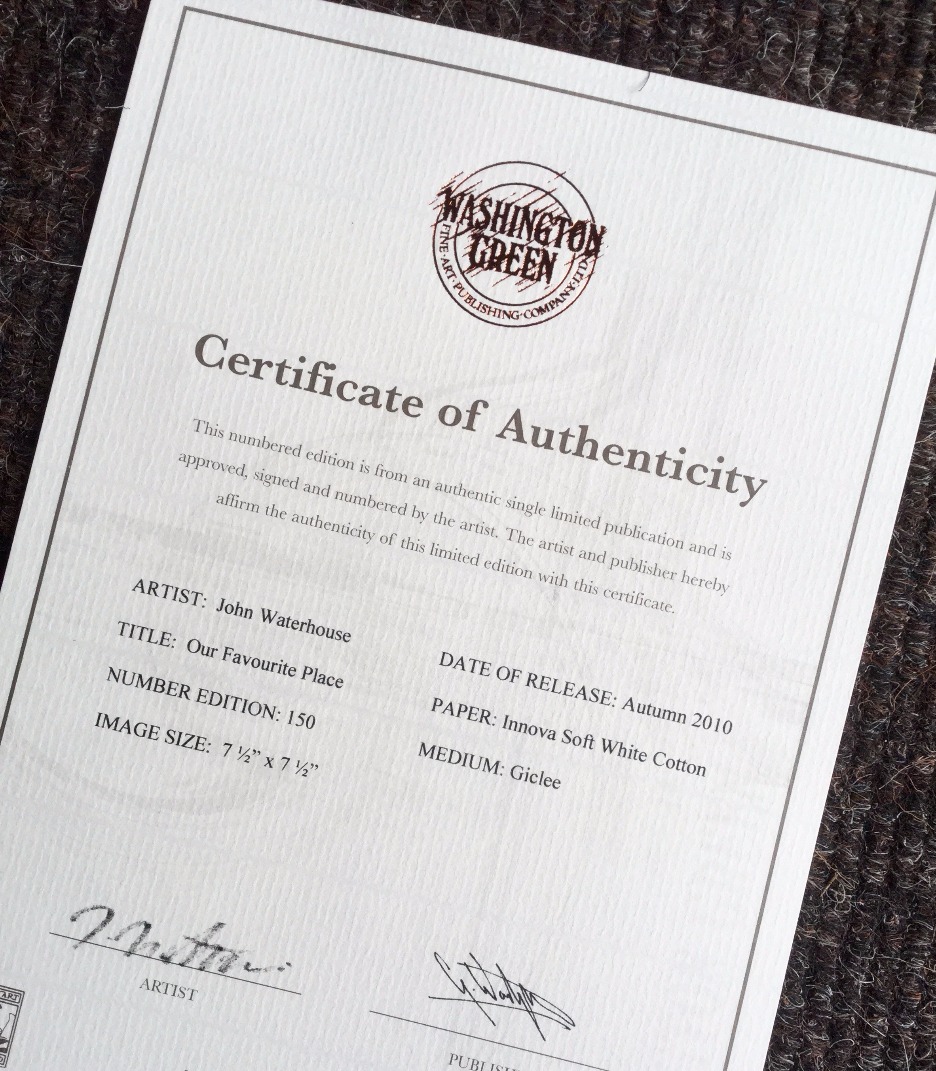 WASHINGTON
GREEN
FINE·ART·PUBLISHING·COMPANY·LTD
Certificate of Authenticity
This numbered edition is from an authentic single limited publication and is
approved, signed and numbered by the artist. The artist and publisher hereby
affirm the authenticity of this limited edition with this certificate.
ARTIST: John Waterhouse
TITLE: Our Favourite Place
NUMBER EDITION: 150
IMAGE SIZE: 7 ½” x 7 ½”
DATE OF RELEASE: Autumn 2010
PAPER: Innova Soft White Cotton
MEDIUM: Giclee
ARTIST
ART